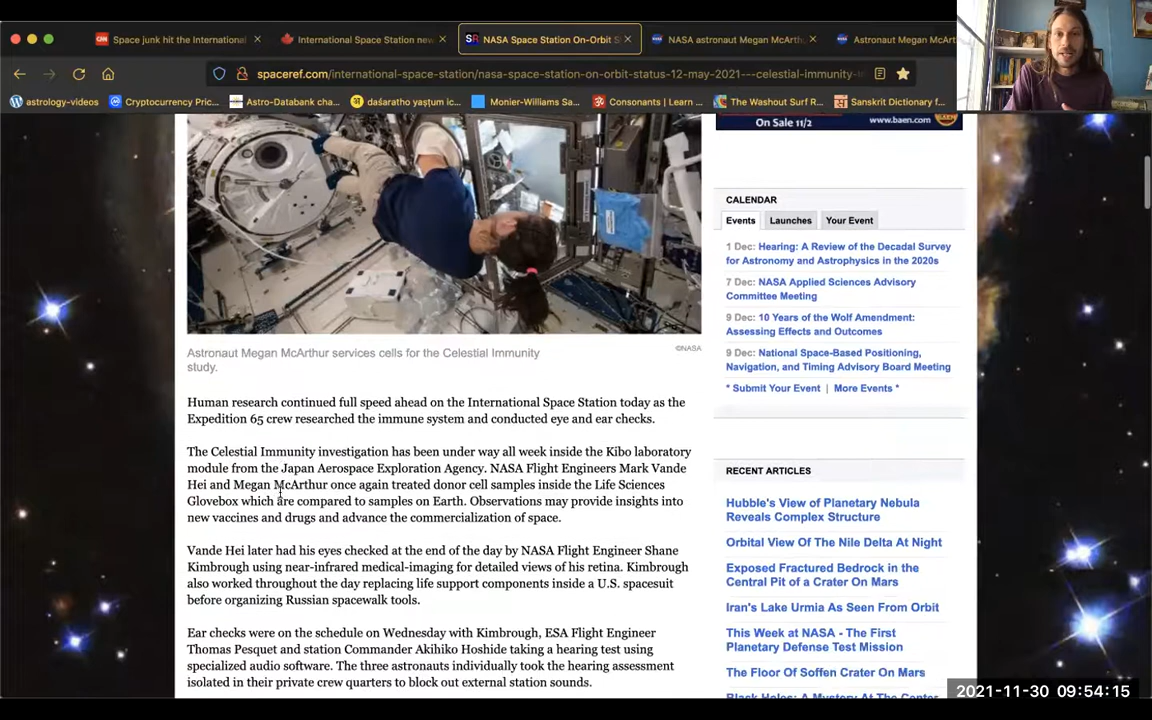 Space junk hit the International
International Space Station new
NASA Space Station On-Orbit S
NASA astronaut Megan McArth
Astronaut Megan McArt
spaceref.com/international-space-station/nasa-space-station-on-orbit-status-12-may-2021---celestial-immunity-i
astrology-videos
Cryptocurrency Pric...
Astro-Databank cha...
daśaratho yaṣṭum ic...
Monier-Williams Sa...
Consonants | Learn ...
The Washout Surf R...
Sanskrit Dictionary f...
On Sale 11/2
www.baen.com
Astronaut Megan McArthur services cells for the Celestial Immunity
study.
©NASA
Human research continued full speed ahead on the International Space Station today as the
Expedition 65 crew researched the immune system and conducted eye and ear checks.
The Celestial Immunity investigation has been under way all week inside the Kibo laboratory
module from the Japan Aerospace Exploration Agency. NASA Flight Engineers Mark Vande
Hei and Megan McArthur once again treated donor cell samples inside the Life Sciences
Glovebox which are compared to samples on Earth. Observations may provide insights into
new vaccines and drugs and advance the commercialization of space.
Vande Hei later had his eyes checked at the end of the day by NASA Flight Engineer Shane
Kimbrough using near-infrared medical-imaging for detailed views of his retina. Kimbrough
also worked throughout the day replacing life support components inside a U.S. spacesuit
before organizing Russian spacewalk tools.
Ear checks were on the schedule on Wednesday with Kimbrough, ESA Flight Engineer
Thomas Pesquet and station Commander Akihiko Hoshide taking a hearing test using
specialized audio software. The three astronauts individually took the hearing assessment
isolated in their private crew quarters to block out external station sounds.
CALENDAR
Events
Launches
Your Event
1 Dec: Hearing: A Review of the Decadal Survey
for Astronomy and Astrophysics in the 2020s
7 Dec: NASA Applied Sciences Advisory
Committee Meeting
9 Dec: 10 Years of the Wolf Amendment:
Assessing Effects and Outcomes
9 Dec: National Space-Based Positioning,
Navigation, and Timing Advisory Board Meeting
* Submit Your Event | More Events *
RECENT ARTICLES
Hubble's View of Planetary Nebula
Reveals Complex Structure
Orbital View Of The Nile Delta At Night
Exposed Fractured Bedrock in the
Central Pit of a Crater On Mars
Iran's Lake Urmia As Seen From Orbit
This Week at NASA - The First
Planetary Defense Test Mission
The Floor Of Soffen Crater On Mars
Black Holes: A Mystery At The Center
2021-11-30 09:54:15